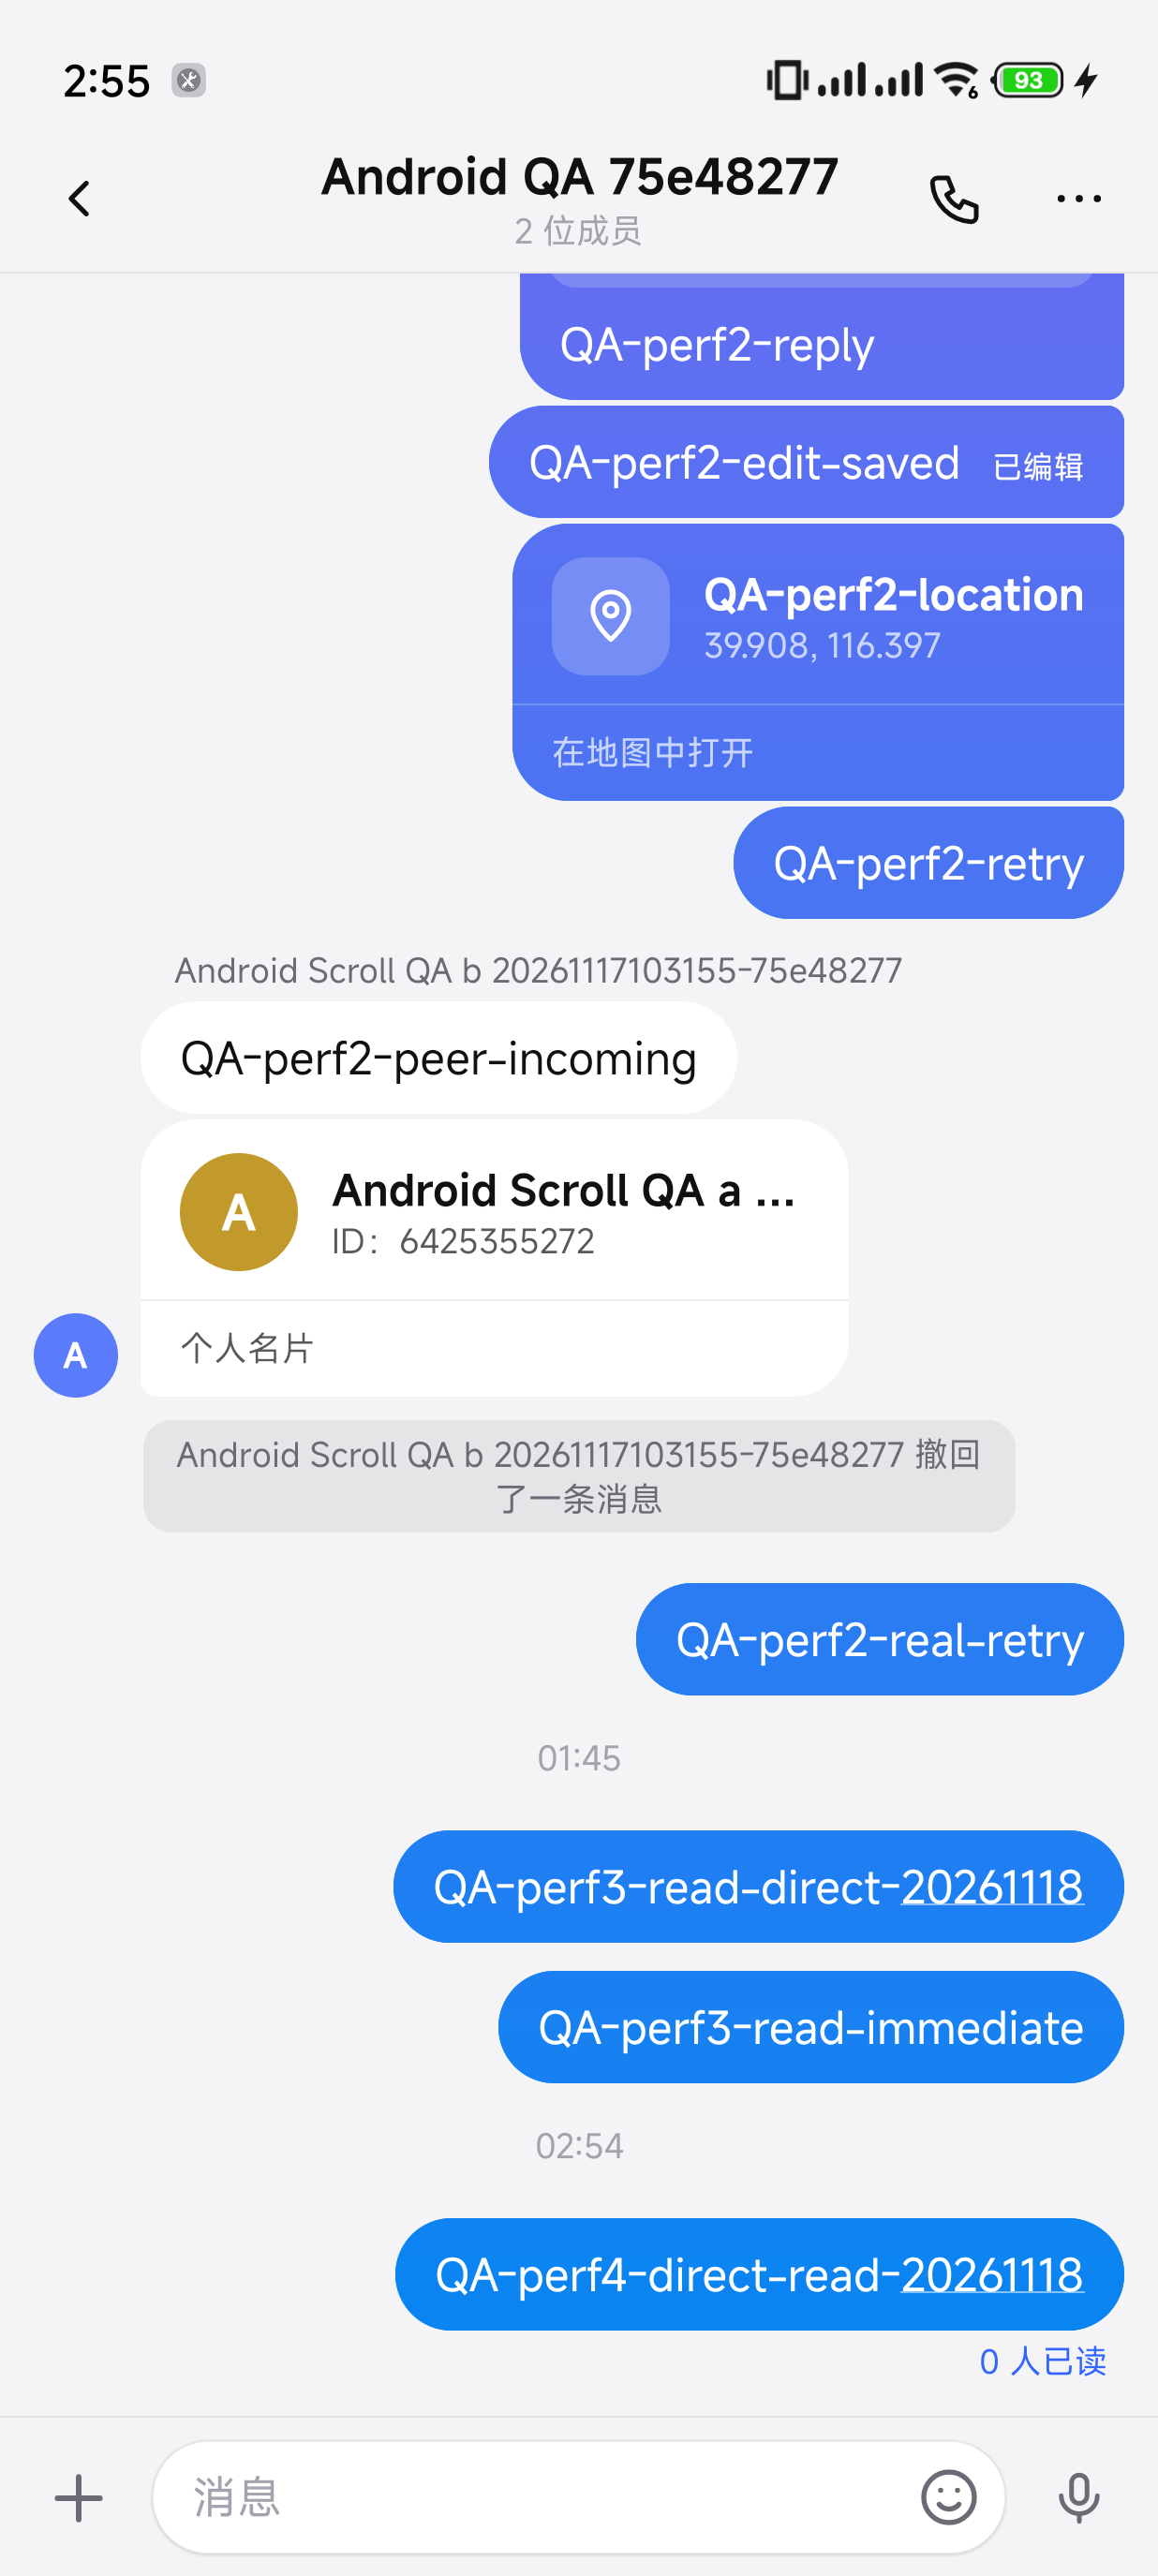 2:55
6
93
Android QA 75e48277
2 位成员
QA-perf2-reply
QA-perf2-edit-saved 已编辑
QA-perf2-location
39.908, 116.397
在地图中打开
QA-perf2-retry
Android Scroll QA b 20261117103155-75e48277
QA-perf2-peer-incoming
A
Android Scroll QA a ...
ID：6425355272
个人名片
A
Android Scroll QA b 20261117103155-75e48277 撤回
了一条消息
QA-perf2-real-retry
01:45
QA-perf3-read-direct-20261118
QA-perf3-read-immediate
02:54
QA-perf4-direct-read-20261118
0 人已读
消息